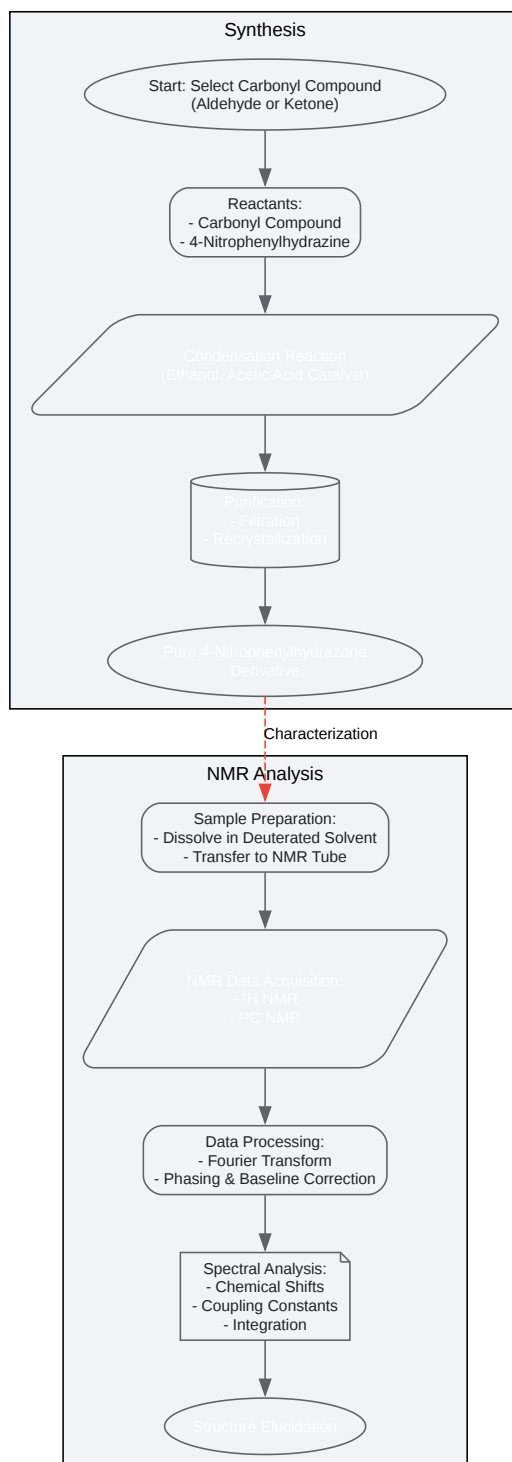 Synthesis
Start: Select Carbonyl Compound
(Aldehyde or Ketone)
Reactants:
- Carbonyl Compound
- 4-Nitrophenylhydrazine
Condensation Reaction
(Ethanol, Acetic Acid Catalyst)
Purification:
- Filtration
- Recrystallization
Pure 4-Nitrophenylhydrazone
Derivative
Characterization
NMR Analysis
Sample Preparation:
- Dissolve in Deuterated Solvent
- Transfer to NMR Tube
NMR Data Acquisition:
- ¹H NMR
- ¹³C NMR
Data Processing:
- Fourier Transform
- Phasing & Baseline Correction
Spectral Analysis:
- Chemical Shifts
- Coupling Constants
- Integration
Structure Elucidation